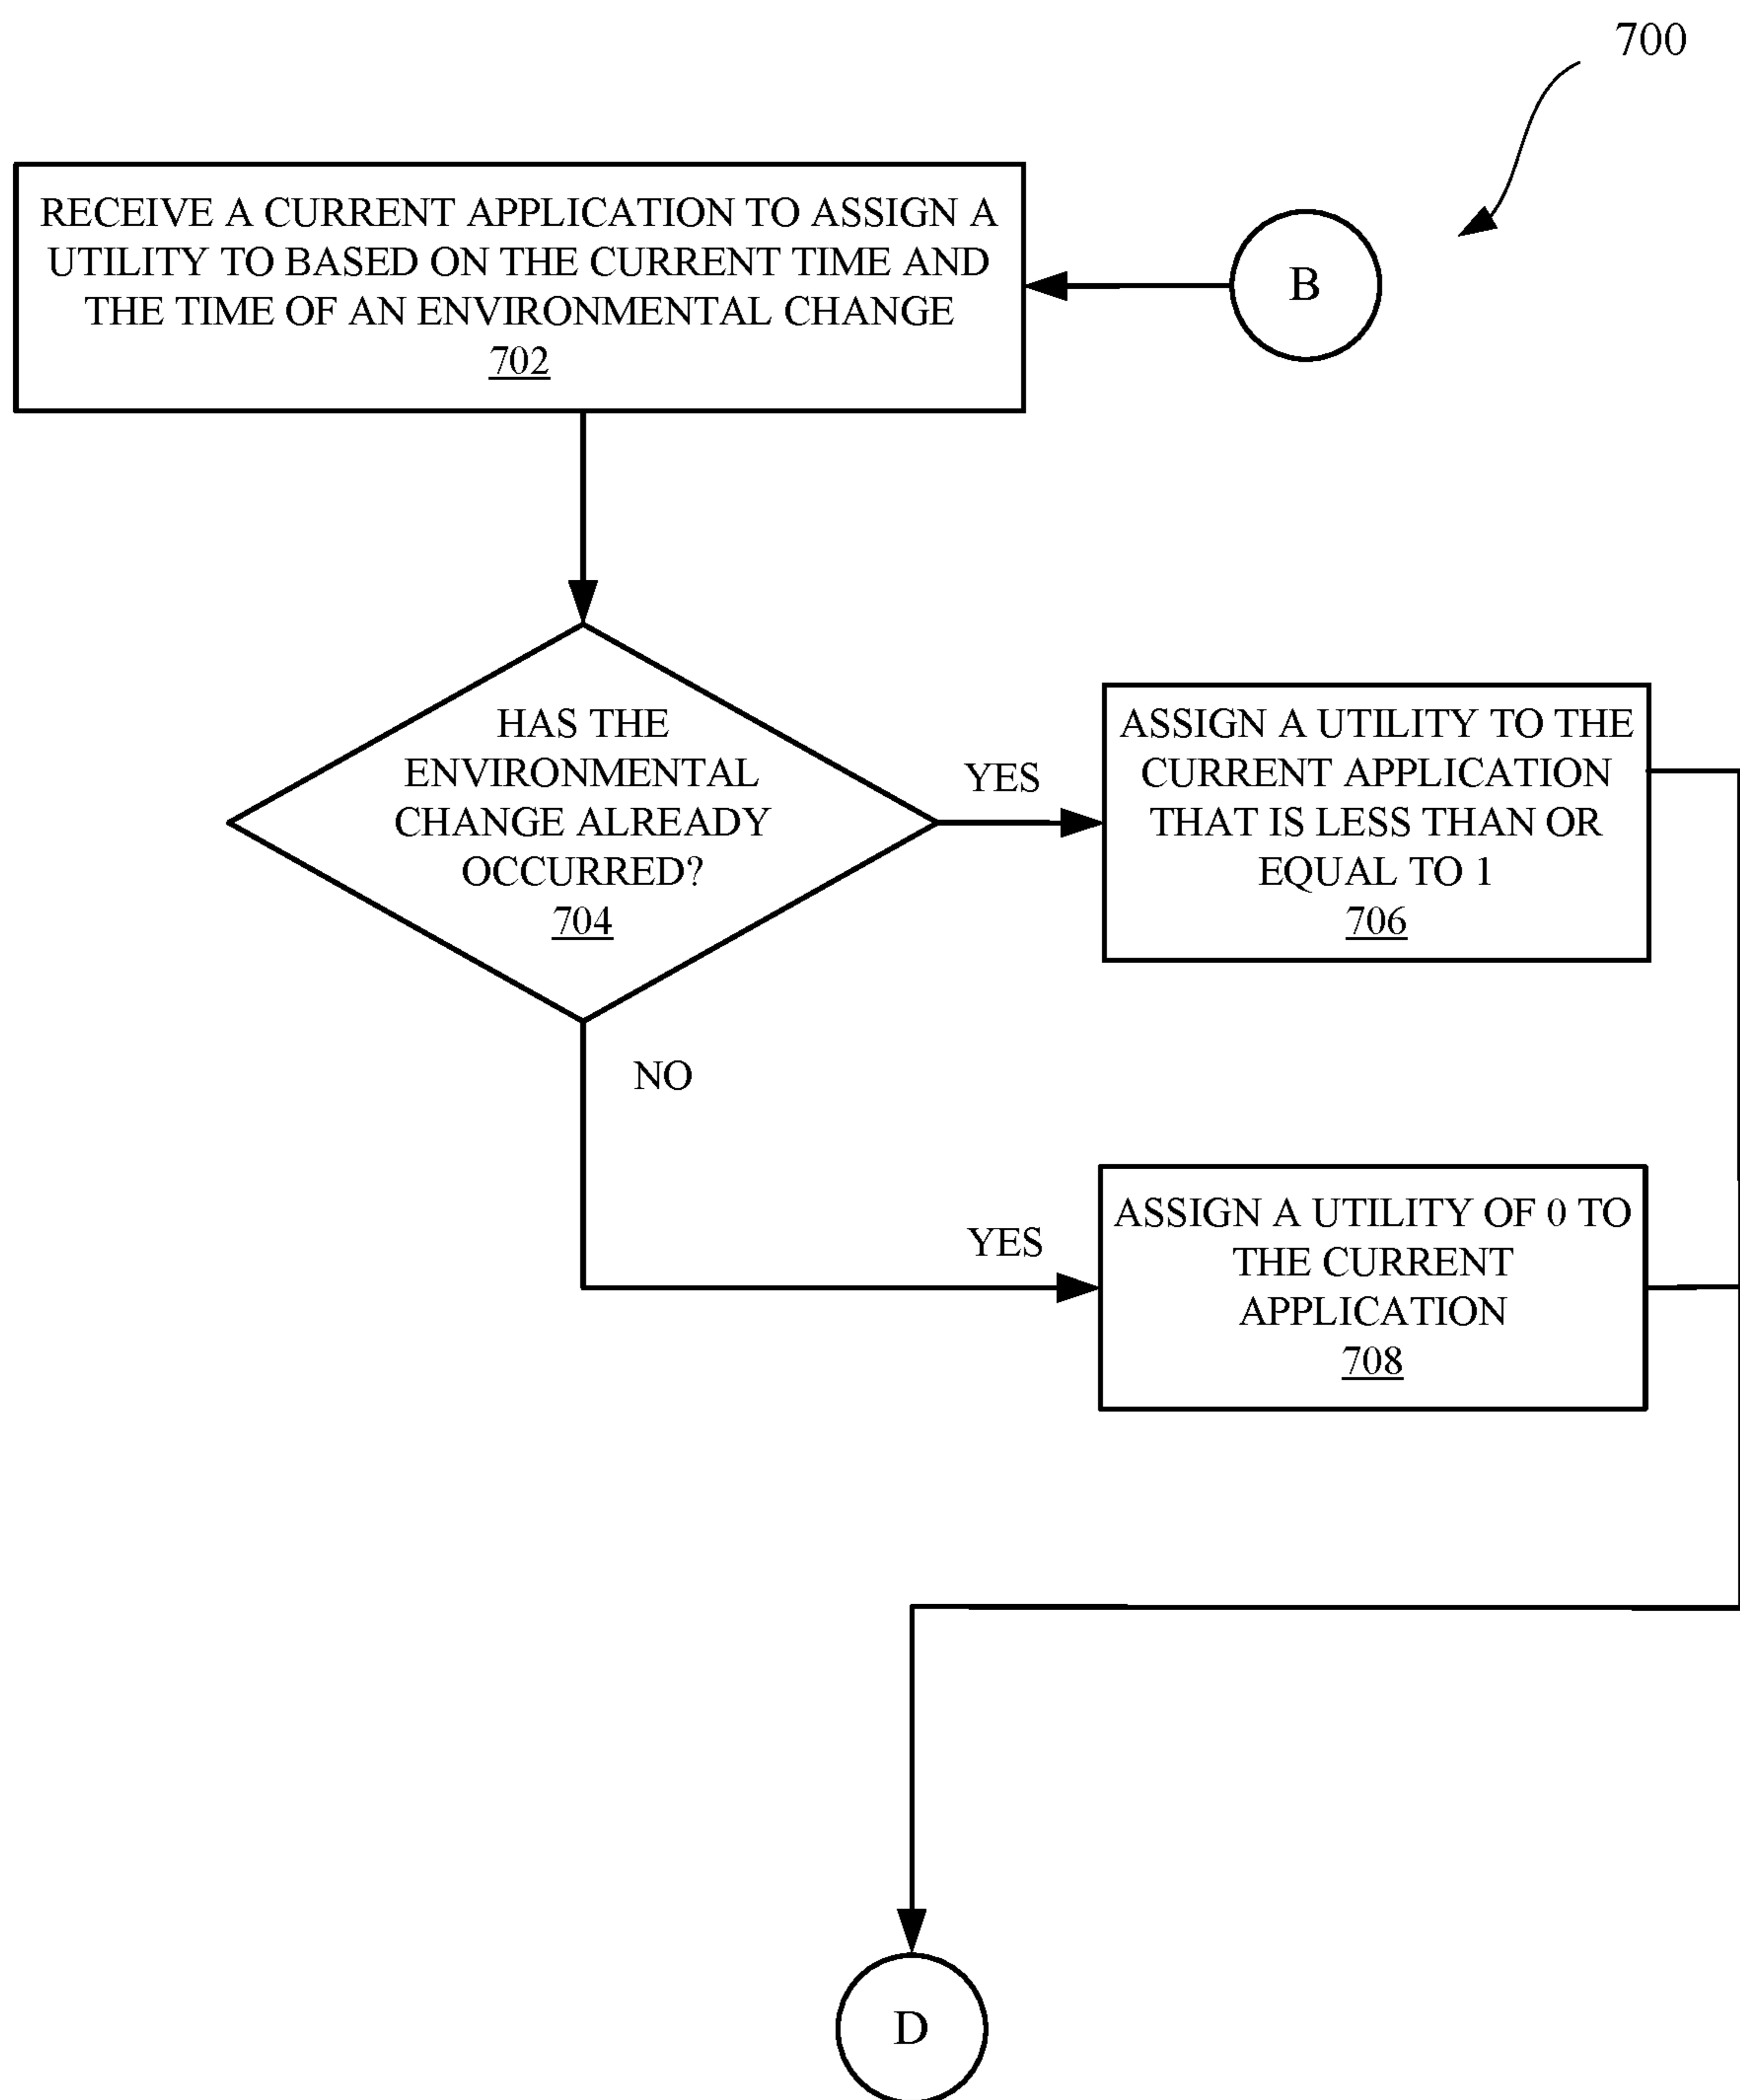 700
RECEIVE A CURRENT APPLICATION TO ASSIGN A
UTILITY TO BASED ON THE CURRENT TIME AND
THE TIME OF AN ENVIRONMENTAL CHANGE
702
B
HAS THE
ENVIRONMENTAL
CHANGE ALREADY
OCCURRED?
704
YES
ASSIGN A UTILITY TO THE
CURRENT APPLICATION
THAT IS LESS THAN OR
EQUAL TO 1
706
NO
YES
ASSIGN A UTILITY OF 0 TO
THE CURRENT
APPLICATION
708
D